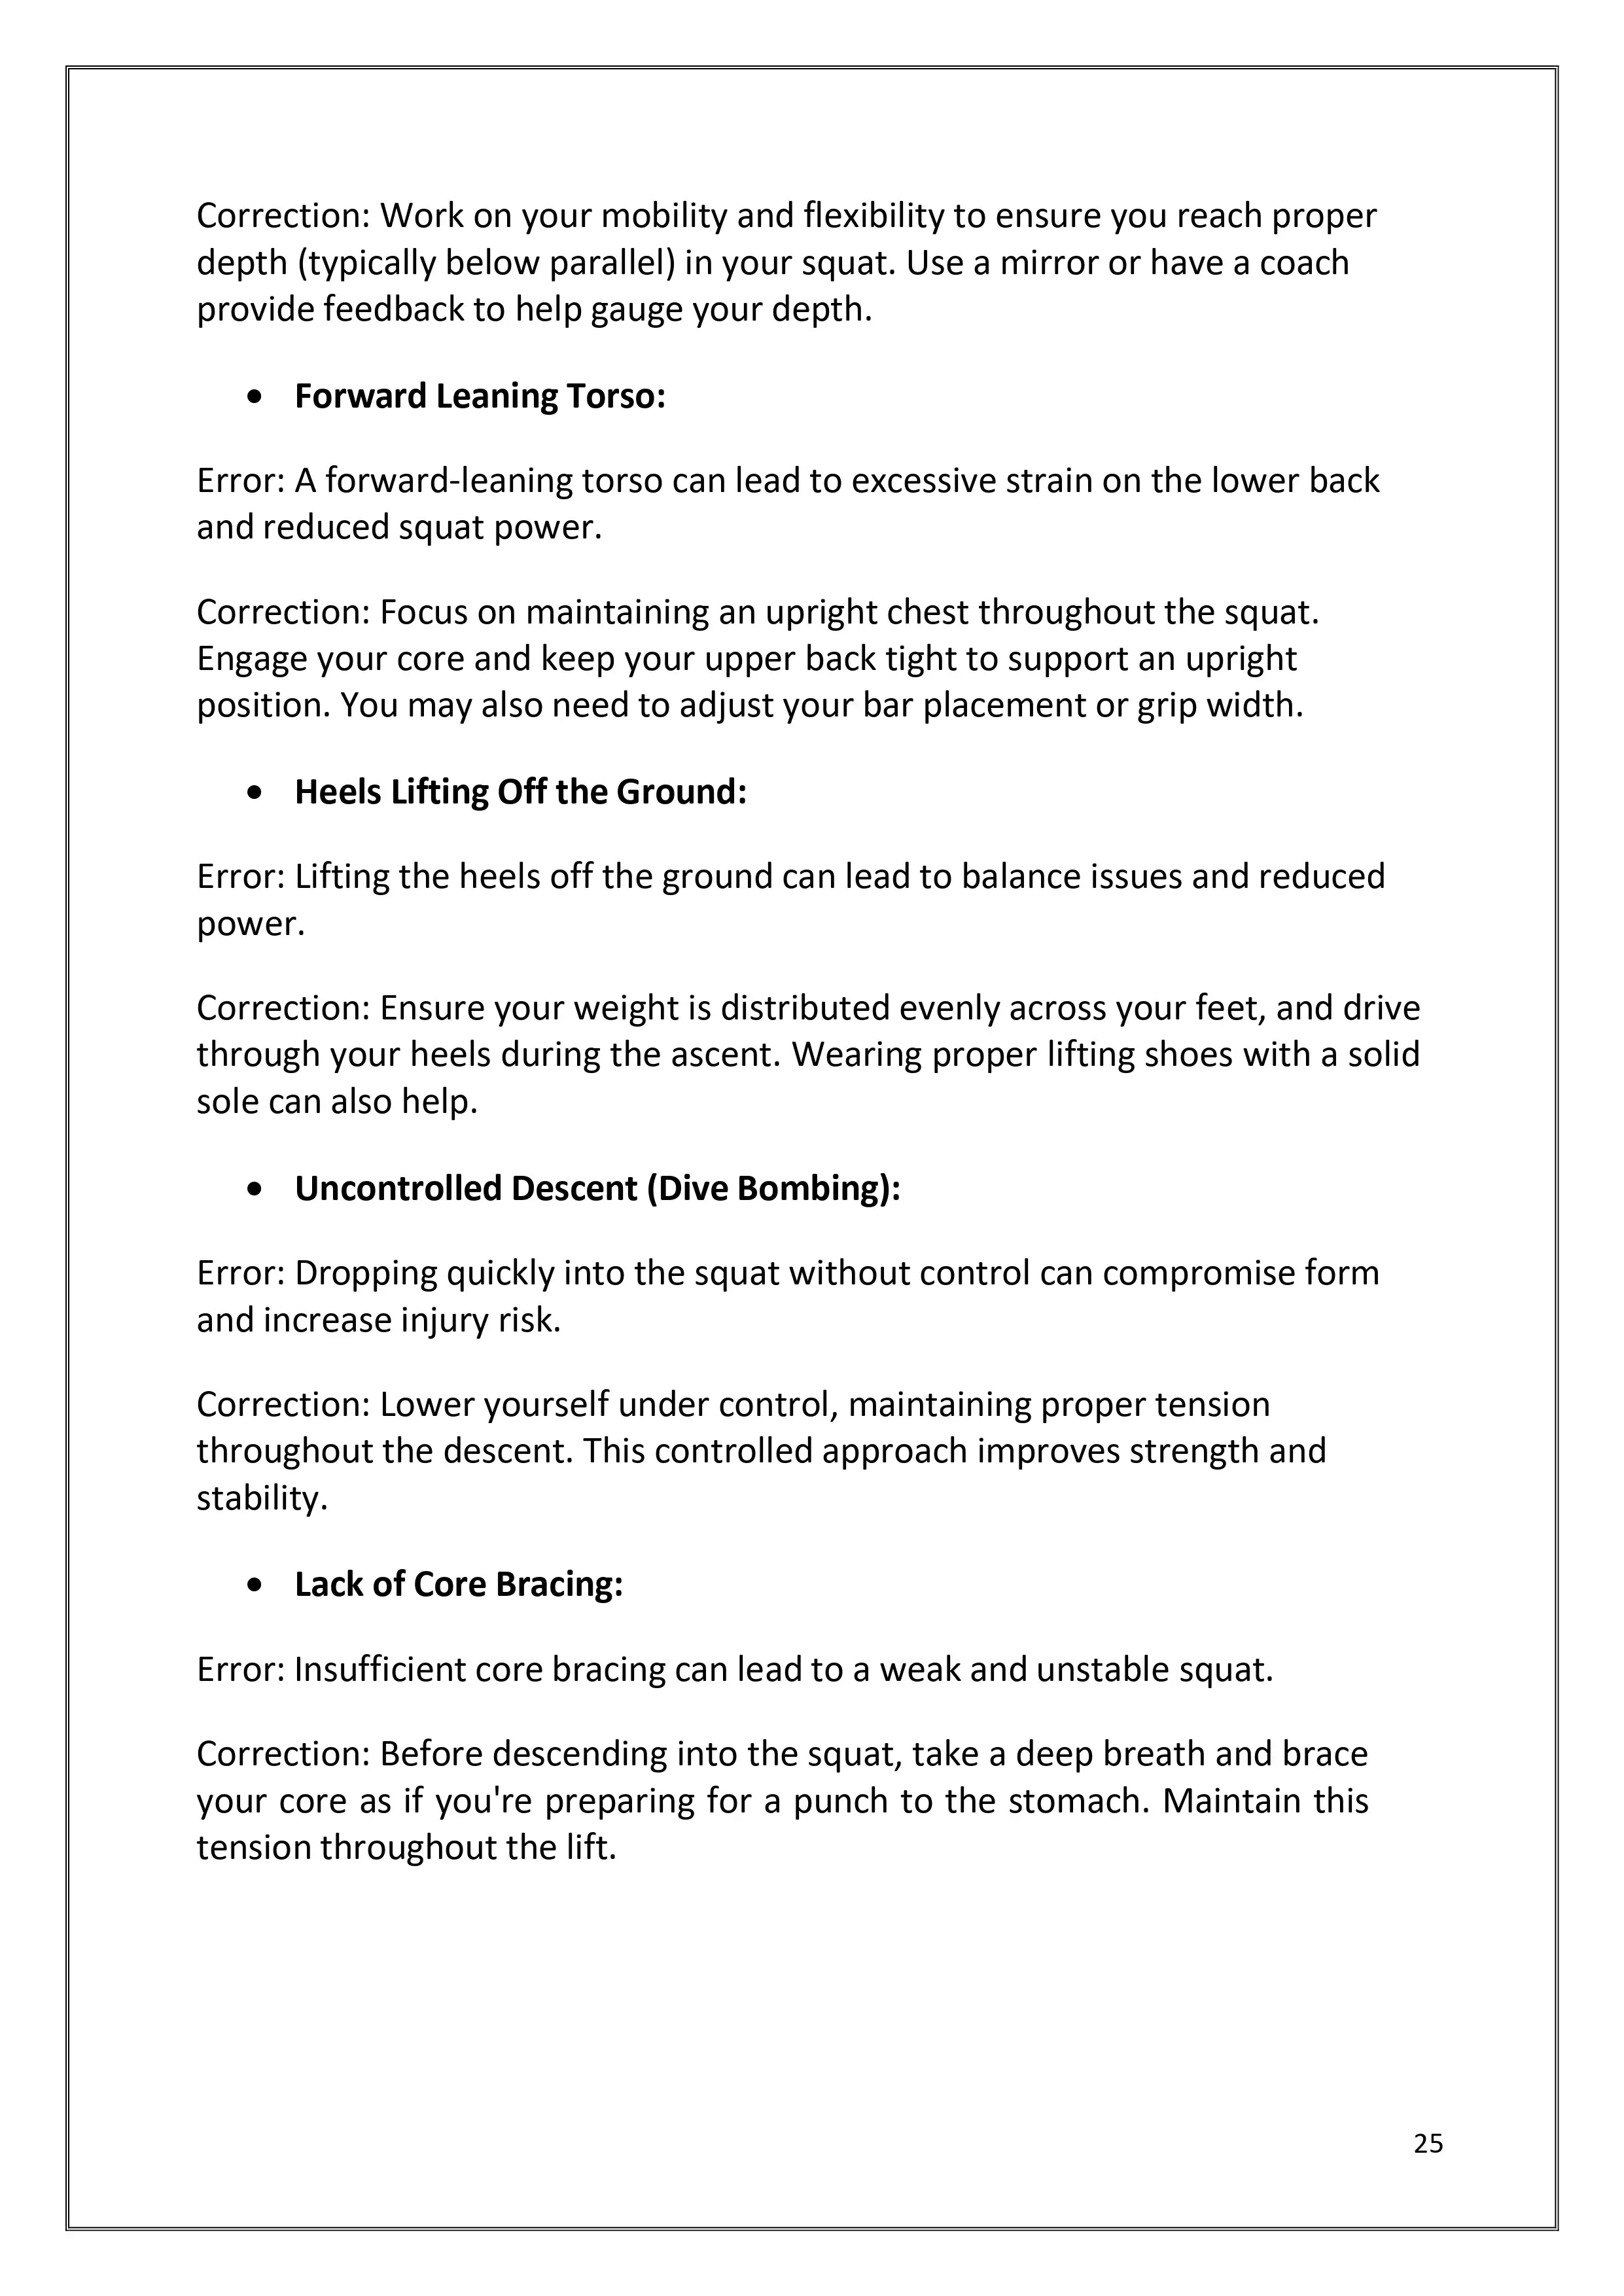 Correction: Work on your mobility and flexibility to ensure you reach proper
depth (typically below parallel) in your squat. Use a mirror or have a coach
provide feedback to help gauge your depth.
• Forward Leaning Torso:
Error: A forward-leaning torso can lead to excessive strain on the lower back
and reduced squat power.
Correction: Focus on maintaining an upright chest throughout the squat.
Engage your core and keep your upper back tight to support an upright
position. You may also need to adjust your bar placement or grip width.
• Heels Lifting Off the Ground:
Error: Lifting the heels off the ground can lead to balance issues and reduced
power.
Correction: Ensure your weight is distributed evenly across your feet, and drive
through your heels during the ascent. Wearing proper lifting shoes with a solid
sole can also help.
• Uncontrolled Descent (Dive Bombing):
Error: Dropping quickly into the squat without control can compromise form
and increase injury risk.
Correction: Lower yourself under control, maintaining proper tension
throughout the descent. This controlled approach improves strength and
stability.
• Lack of Core Bracing:
Error: Insufficient core bracing can lead to a weak and unstable squat.
Correction: Before descending into the squat, take a deep breath and brace
your core as if you're preparing for a punch to the stomach. Maintain this
tension throughout the lift.
25